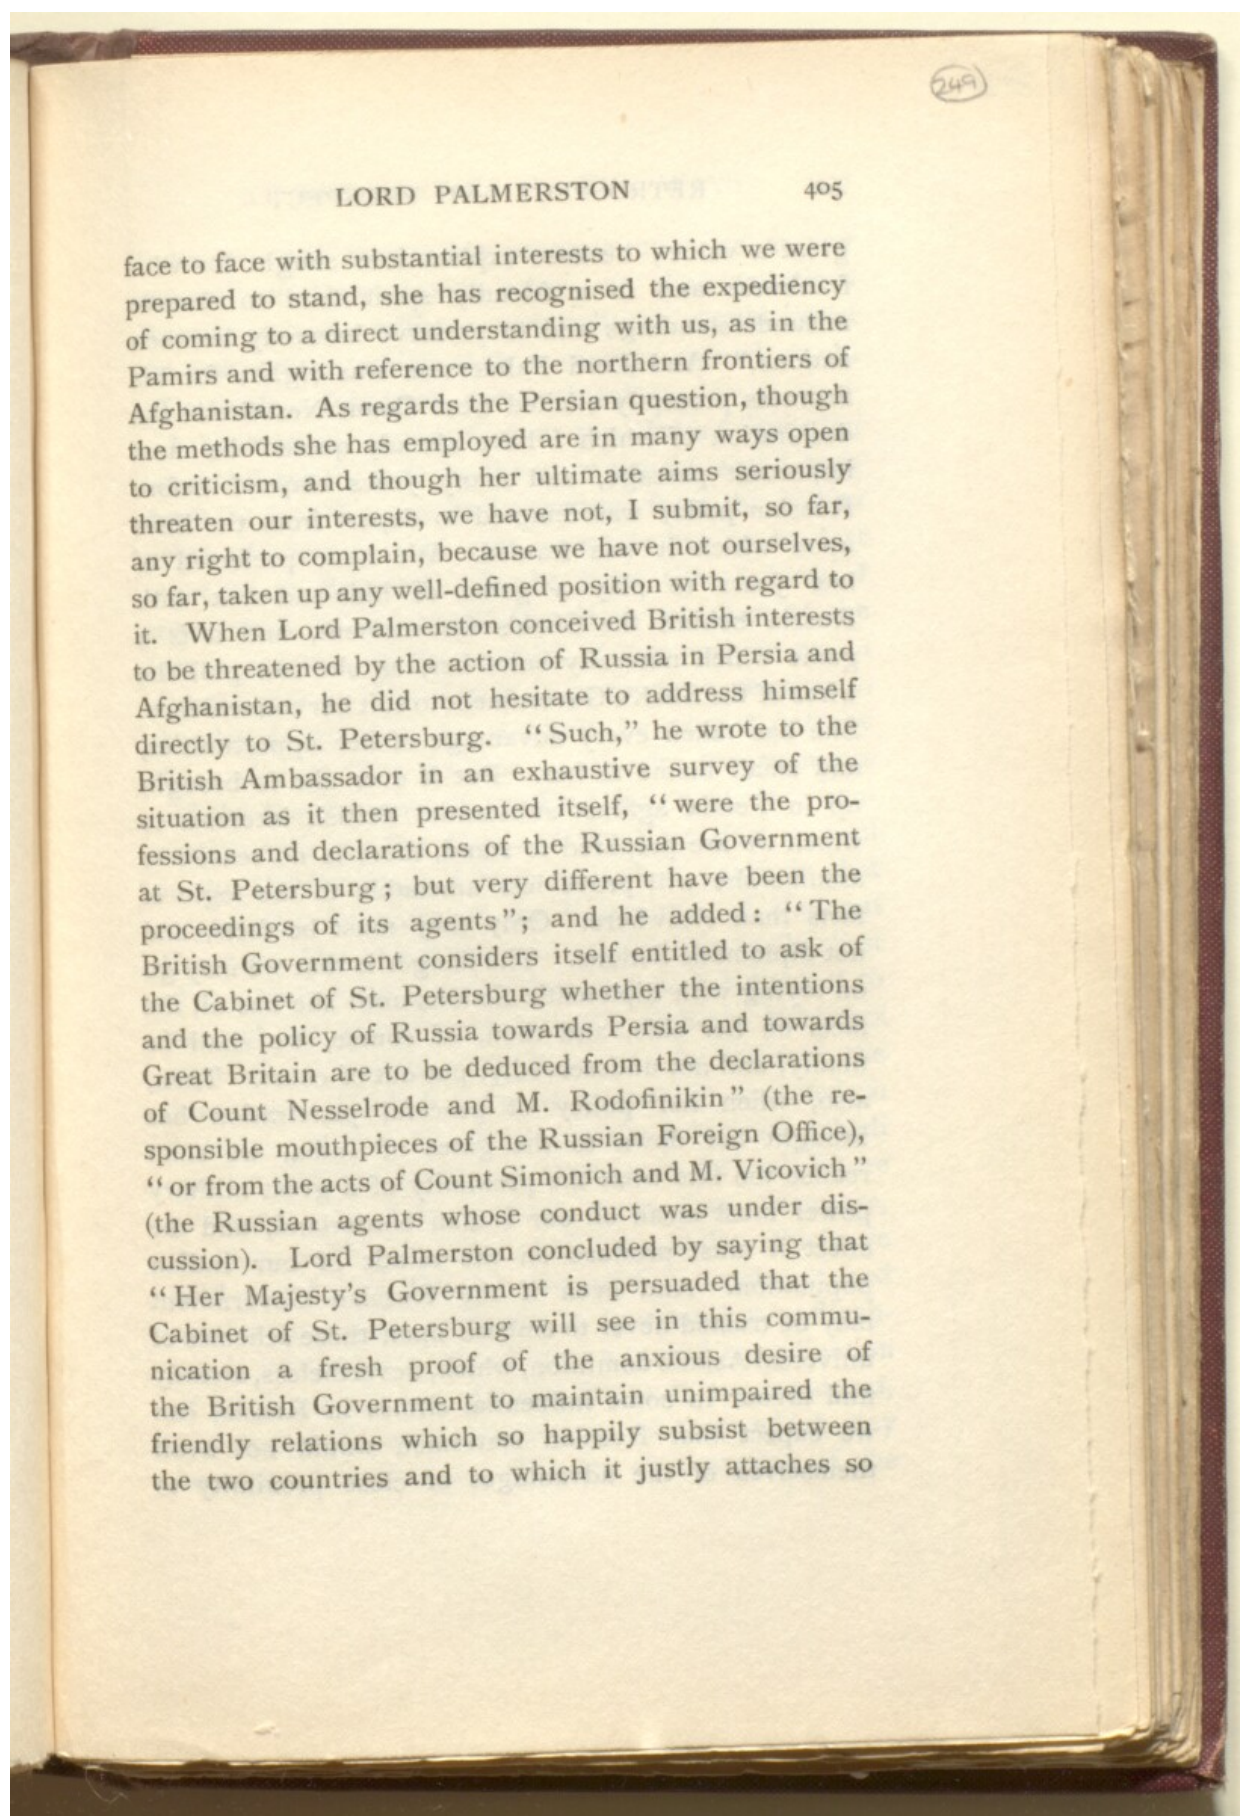 249
LORD PALMERSTON 405
face to face with substantial interests to which we were
prepared to stand, she has recognised the expediency
of coming to a direct understanding with us, as in the
Pamirs and with reference to the northern frontiers of
Afghanistan. As regards the Persian question, though
the methods she has employed are in many ways open
to criticism, and though her ultimate aims seriously
threaten our interests, we have not, I submit, so far,
any right to complain, because we have not ourselves,
so far, taken up any well-defined position with regard to
it. When Lord Palmerston conceived British interests
to be threatened by the action of Russia in Persia and
Afghanistan, he did not hesitate to address himself
directly to St. Petersburg. “Such,” he wrote to the
British Ambassador in an exhaustive survey of the
situation as it then presented itself, “were the pro-
fessions and declarations of the Russian Government
at St. Petersburg; but very different have been the
proceedings of its agents”; and he added: “The
British Government considers itself entitled to ask of
the Cabinet of St. Petersburg whether the intentions
and the policy of Russia towards Persia and towards
Great Britain are to be deduced from the declarations
of Count Nesselrode and M. Rodofinikin” (the re-
sponsible mouthpieces of the Russian Foreign Office),
“or from the acts of Count Simonich and M. Vicovich”
(the Russian agents whose conduct was under dis-
cussion). Lord Palmerston concluded by saying that
“Her Majesty’s Government is persuaded that the
Cabinet of St. Petersburg will see in this commu-
nication a fresh proof of the anxious desire of
the British Government to maintain unimpaired the
friendly relations which so happily subsist between
the two countries and to which it justly attaches so